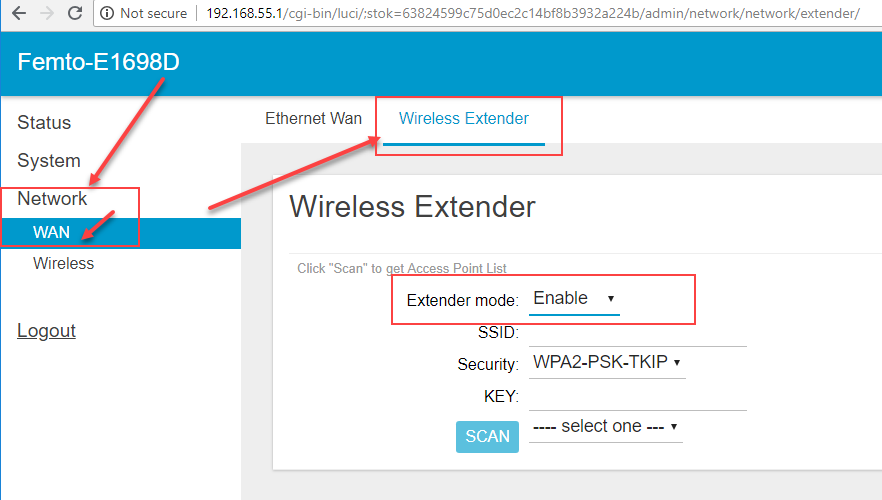 Not secure 192.168.55.1/cgi-bin/luci/;stok=63824599c75d0ec2c14bf8b3932a224b/admin/network/network/extender/
Femto-E1698D
Status
System
Network
WAN
Wireless
Logout
Ethernet Wan Wireless Extender
Wireless Extender
Click "Scan" to get Access Point List
Extender mode: Enable
SSID:
Security: WPA2-PSK-TKIP
KEY:
SCAN ---- select one ---